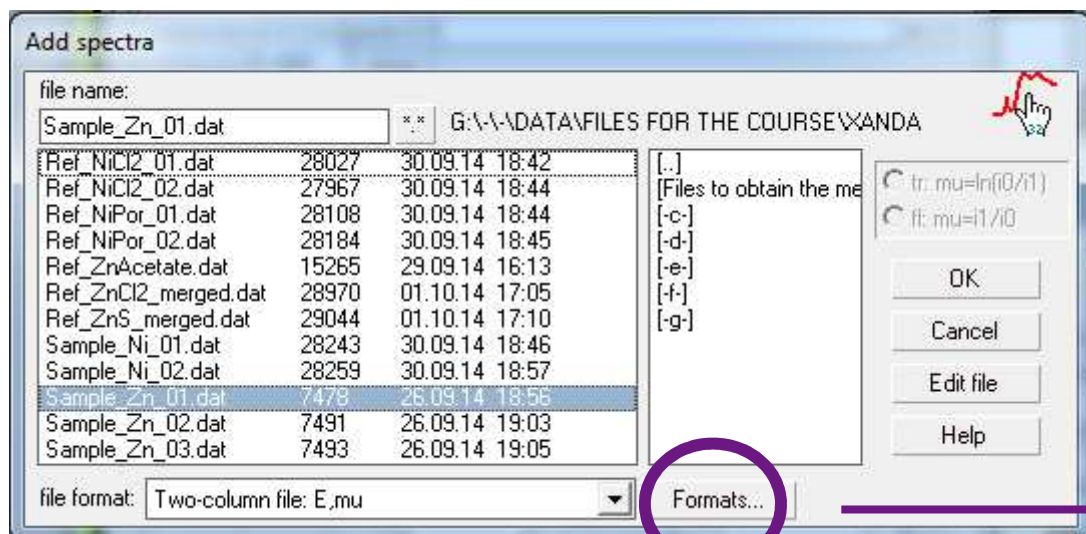 Add spectra
file name:
Sample_Zn_01.dat *.* G:\-\-\DATA\FILES FOR THE COURSE\XANDA
Ref_NiCl2_01.dat 28027 30.09.14 18:42
Ref_NiCl2_02.dat 27967 30.09.14 18:44
Ref_NiPor_01.dat 28108 30.09.14 18:44
Ref_NiPor_02.dat 28184 30.09.14 18:45
Ref_ZnAcetate.dat 15265 29.09.14 16:13
Ref_ZnCl2_merged.dat 28970 01.10.14 17:05
Ref_ZnS_merged.dat 29044 01.10.14 17:10
Sample_Ni_01.dat 28243 30.09.14 18:46
Sample_Ni_02.dat 28259 30.09.14 18:57
Sample_Zn_01.dat 7478 26.09.14 18:56
Sample_Zn_02.dat 7491 26.09.14 19:03
Sample_Zn_03.dat 7493 26.09.14 19:05
[..]
[Files to obtain the me
[-c-]
[-d-]
[-e-]
[-f-]
[-g-]
32
tr: mu=ln(i0/i1)
fl: mu=i1/i0
OK
Cancel
Edit file
Help
file format: Two-column file: E,mu Formats...